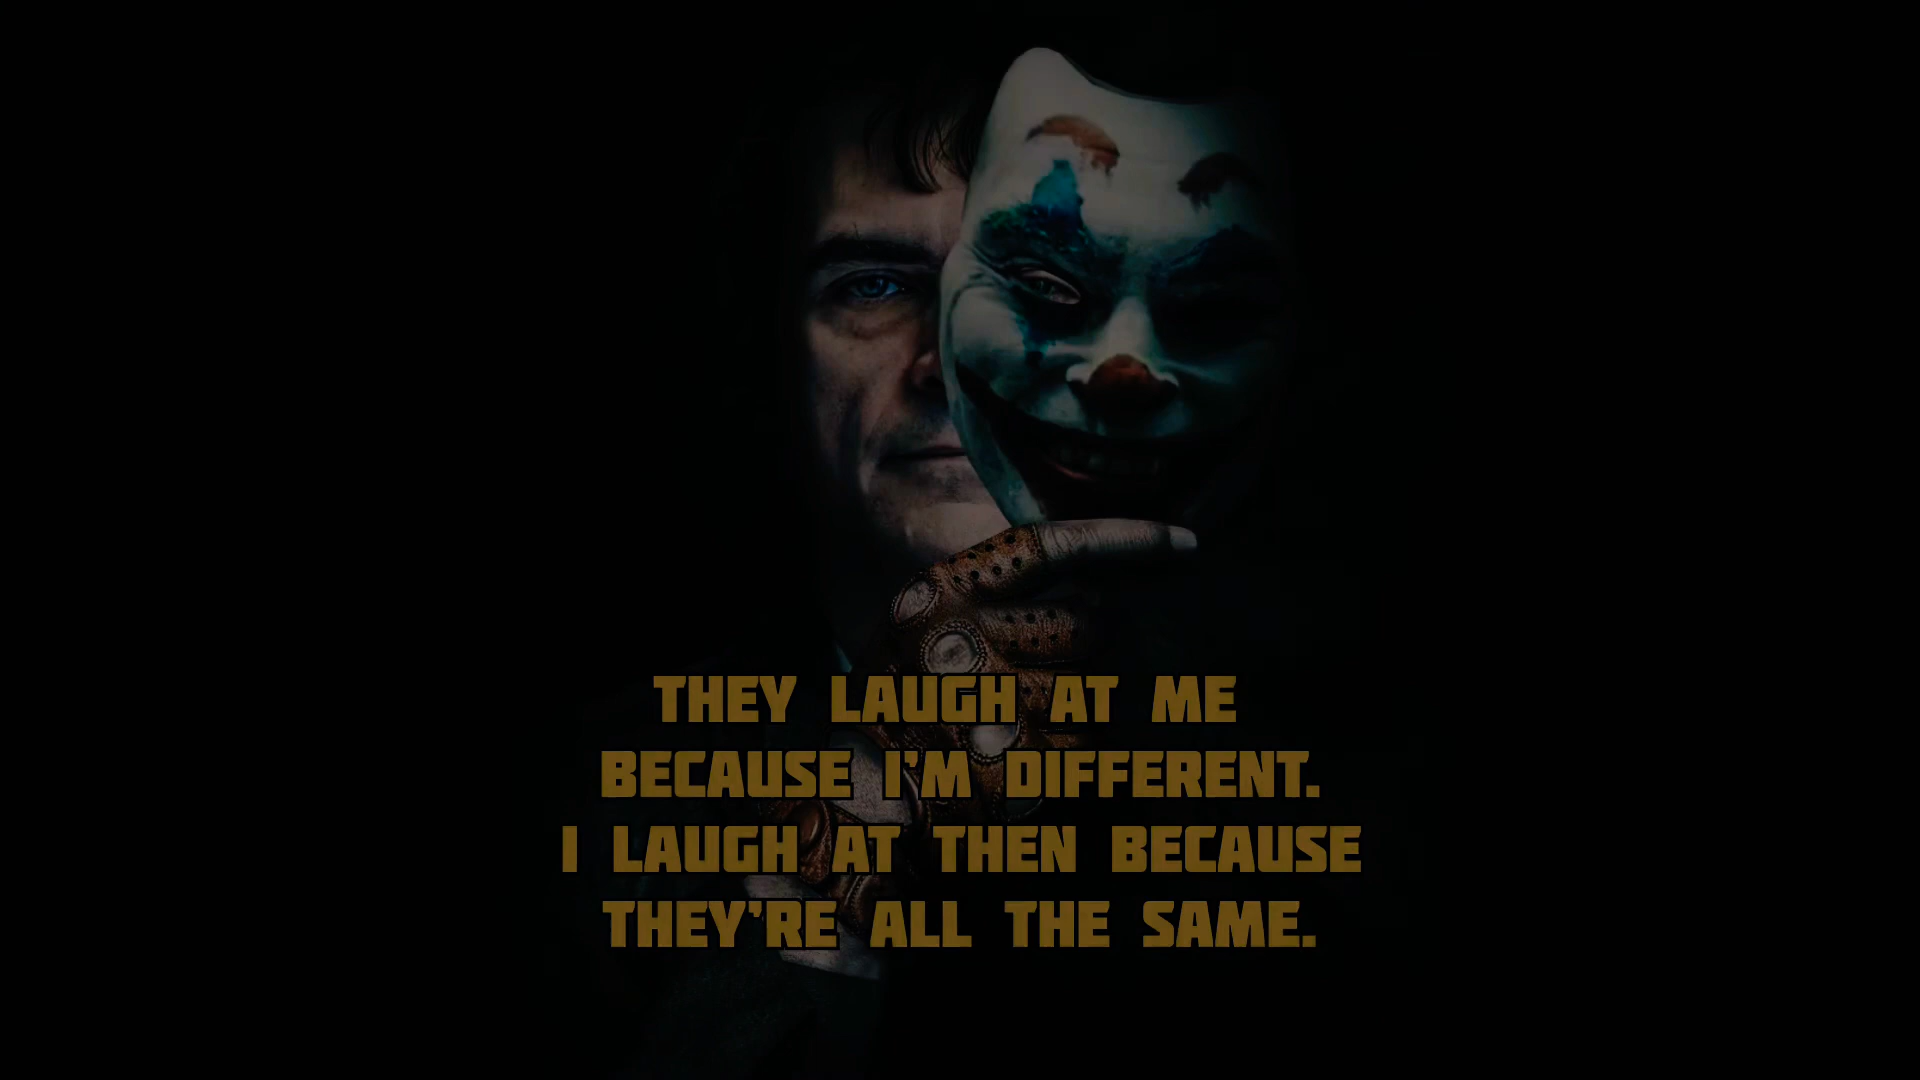 THEY LAUGH AT ME
BECAUSE I'M DIFFERENT.
I LAUGH AT THEN BECAUSE
THEY'RE ALL THE SAME.